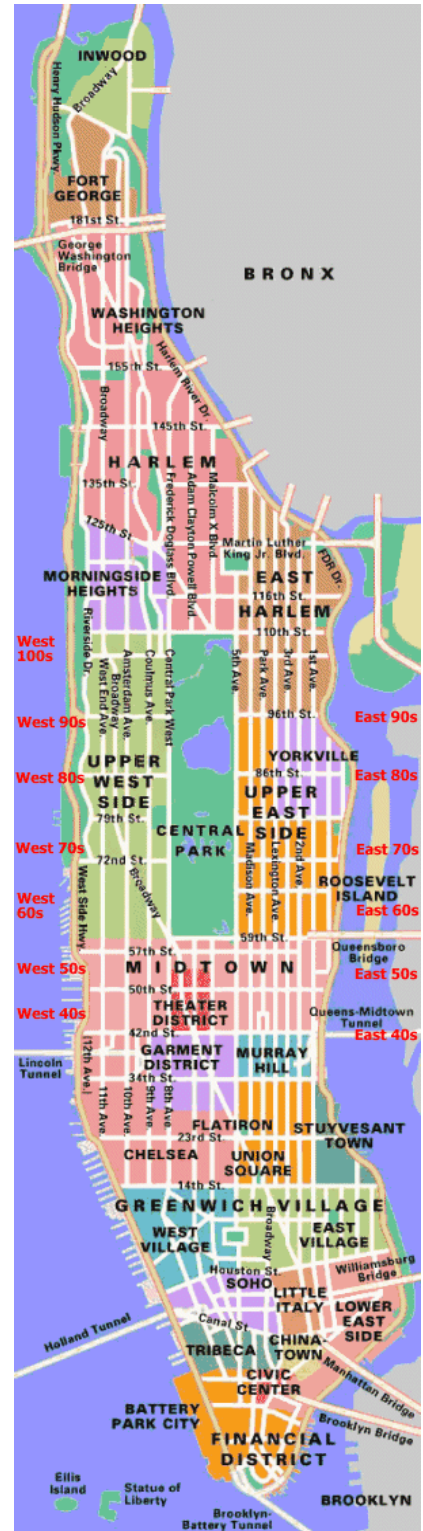 INWOOD
Henry Hudson Pkwy.
Broadway
FORT
GEORGE
181st St.
George
Washington
Bridge
BRONX
WASHINGTON
HEIGHTS
155th St.
Harlem River Dr.
Broadway
145th St.
HARLEM
135th St.
Frederick Doglass Blvd.
Adam Clayton Powell Blvd.
Malcolm X Blvd.
125th St.
Martin Luther
King Jr. Blvd.
FDR Dr.
MORNINGSIDE
HEIGHTS
EAST
116th St.
HARLEM
110th St.
West
100s
Riverside Dr.
West End Ave.
Broadway
Amsterdam Ave.
Coulmus Ave.
Central Park West
5th Ave.
Park Ave.
3rd Ave.
1st Ave.
West 90s
96th St.
East 90s
YORKVILLE
86th St.
West 80s
East 80s
UPPER
WEST
SIDE
79th St.
UPPER
EAST
SIDE
CENTRAL
PARK
West 70s
East 70s
72nd St.
Madison Ave.
Lexington Ave.
2nd Ave.
Broadway
ROOSEVELT
ISLAND
West
60s
East 60s
West Side Hwy.
59th St.
57th St.
Queensboro
Bridge
West 50s
MIDTOWN
East 50s
50th St.
THEATER
DISTRICT
West 40s
Queens-Midtown
Tunnel
42nd St.
East 40s
Lincoln
Tunnel
(12th Ave.)
GARMENT
DISTRICT
MURRAY
HILL
34th St.
11th Ave.
10th Ave.
9th Ave.
8th Ave.
FLATIRON
23rd St.
STUYVESANT
TOWN
CHELSEA
UNION
SQUARE
14th St.
GREENWICH VILLAGE
WEST
VILLAGE
Broadway
EAST
VILLAGE
Houston St.
SOHO
Williamsburg
Bridge
LITTLE
ITALY
LOWER
EAST
SIDE
Holland Tunnel
Canal St
TRIBECA
CHINA-
TOWN
Manhattan Bridge
CIVIC
CENTER
BATTERY
PARK CITY
Brooklyn Bridge
FINANCIAL
DISTRICT
Ellis
Island
Statue of
Liberty
BROOKLYN
Brooklyn-
Battery Tunnel